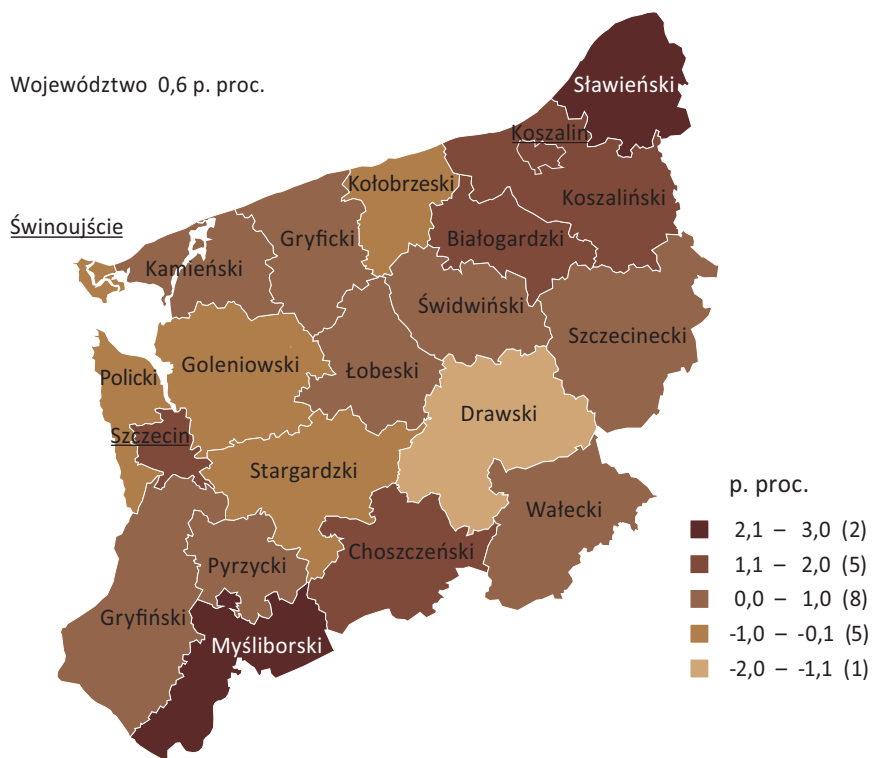 Województwo 0,6 p. proc.
Sławieński
Koszalin
Kołobrzeski
Koszaliński
Świnoujście
Gryficki
Białogardzki
Kamieński
Świdwiński
Szczecinecki
Goleniowski
Łobeski
Policki
Drawski
Szczecin
Stargardzki
Wałecki
Choszczeński
Pyrzycki
Gryfiński
Myśliborski
p. proc.
2,1 – 3,0 (2)
1,1 – 2,0 (5)
0,0 – 1,0 (8)
-1,0 – -0,1 (5)
-2,0 – -1,1 (1)